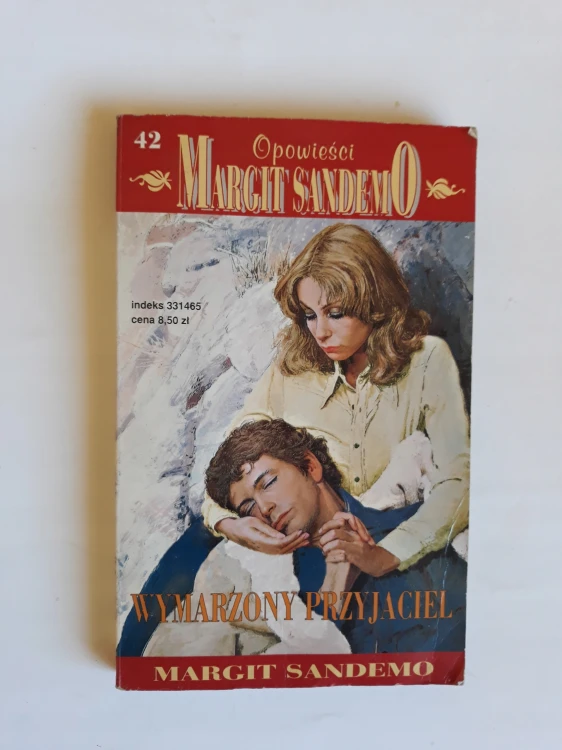 42
Opowieści
MARGIT SANDEMO
indeks 331465
cena 8,50 zł
WYMARZONY PRZYJACIEL
MARGIT SANDEMO